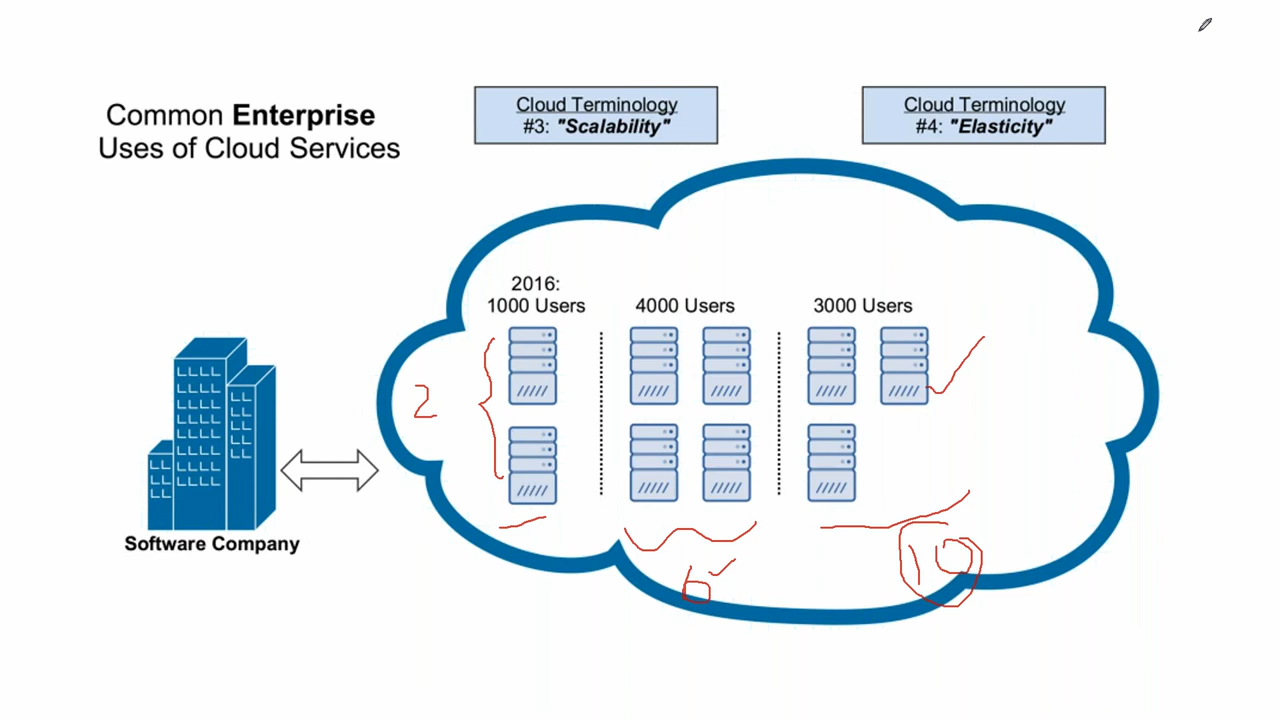 Common Enterprise
Uses of Cloud Services
Cloud Terminology
#3: "Scalability"
Cloud Terminology
#4: "Elasticity"
2016:
1000 Users
4000 Users
3000 Users
2
Software Company
6
10